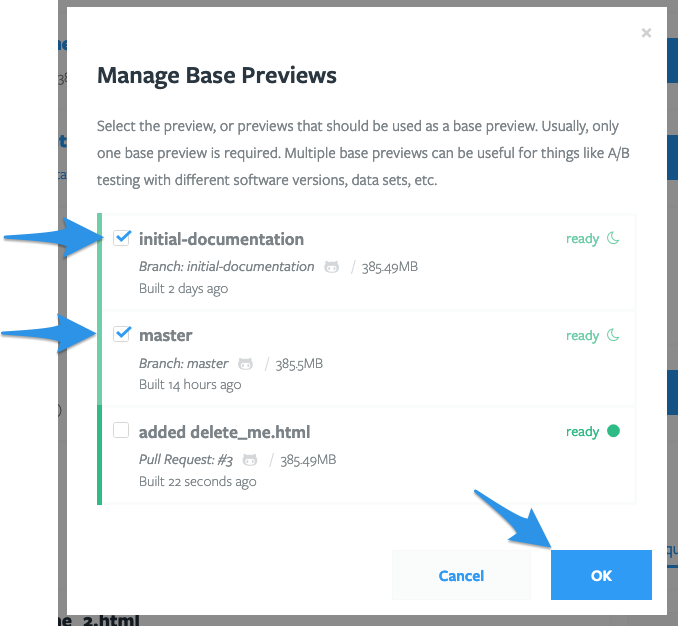 ×
Manage Base Previews
Select the preview, or previews that should be used as a base preview. Usually, only
one base preview is required. Multiple base previews can be useful for things like A/B
testing with different software versions, data sets, etc.
initial-documentation ready
Branch: initial-documentation / 385.49MB
Built 2 days ago
master ready
Branch: master / 385.5MB
Built 14 hours ago
added delete_me.html ready
Pull Request: #3 / 385.49MB
Built 22 seconds ago
Cancel OK